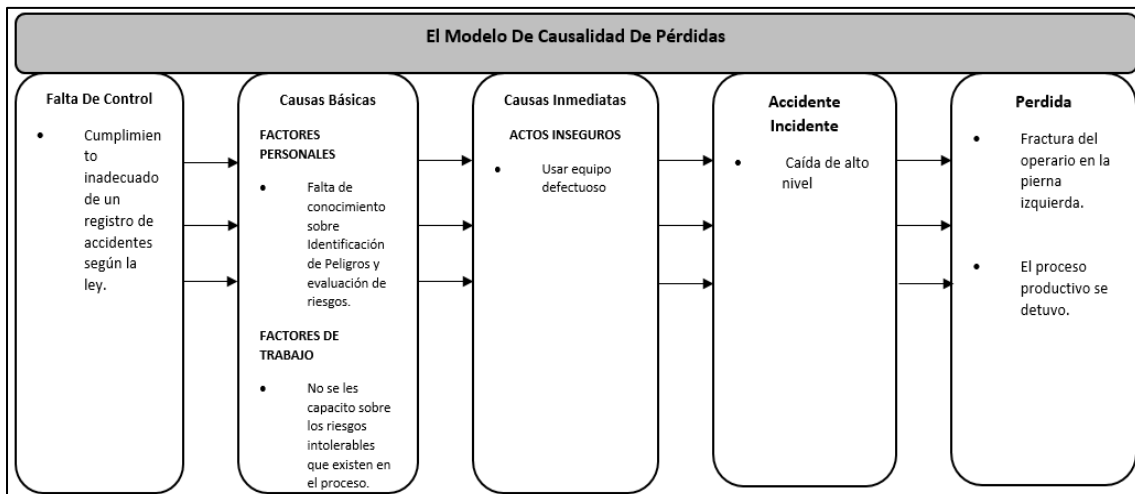 El Modelo De Causalidad De Pérdidas
Falta De Control
• Cumplimien
to
inadecuado
de un
registro de
accidentes
según la
ley.
Causas Básicas
FACTORES
PERSONALES
• Falta de
conocimiento
sobre
Identificación
de Peligros y
evaluación de
riesgos.
FACTORES DE
TRABAJO
• No se les
capacito sobre
los riesgos
intolerables
que existen en
el proceso.
Causas Inmediatas
ACTOS INSEGUROS
• Usar equipo
defectuoso
Accidente
Incidente
• Caída de alto
nivel
Perdida
• Fractura del
operario en la
pierna
izquierda.
• El proceso
productivo se
detuvo.